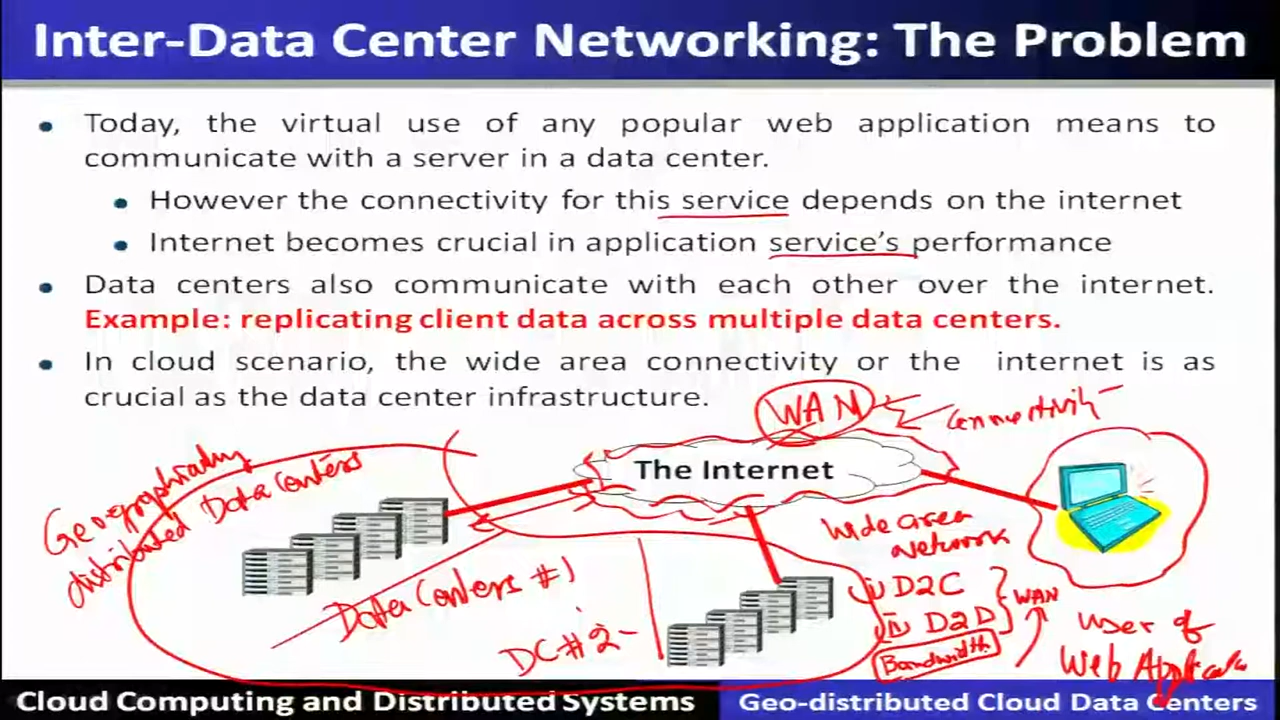 Inter-Data Center Networking: The Problem
• Today, the virtual use of any popular web application means to
communicate with a server in a data center.
• However the connectivity for this service depends on the internet
• Internet becomes crucial in application service's performance
• Data centers also communicate with each other over the internet.
Example: replicating client data across multiple data centers.
• In cloud scenario, the wide area connectivity or the internet is as
crucial as the data center infrastructure.
WAN
Connectivity
The Internet
Geographically
distributed Data Centers
Wide area
Network
Data Centers #1
DC #2
i) D2C
ii) D2D
WAN
Bandwidth
User of
Web
Cloud Computing and Distributed Systems
Geo-distributed Cloud Data Centers